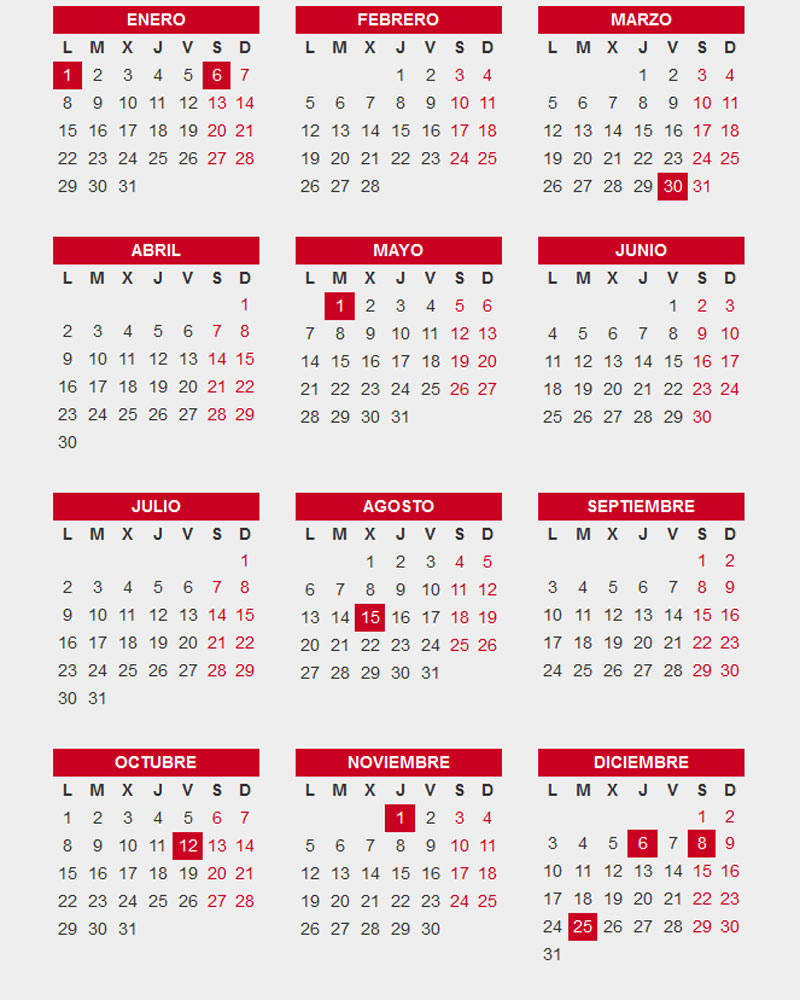 ENERO
L M X J V S D
1 2 3 4 5 6 7
8 9 10 11 12 13 14
15 16 17 18 19 20 21
22 23 24 25 26 27 28
29 30 31
FEBRERO
L M X J V S D
1 2 3 4
5 6 7 8 9 10 11
12 13 14 15 16 17 18
19 20 21 22 23 24 25
26 27 28
MARZO
L M X J V S D
1 2 3 4
5 6 7 8 9 10 11
12 13 14 15 16 17 18
19 20 21 22 23 24 25
26 27 28 29 30 31
ABRIL
L M X J V S D
1
2 3 4 5 6 7 8
9 10 11 12 13 14 15
16 17 18 19 20 21 22
23 24 25 26 27 28 29
30
MAYO
L M X J V S D
1 2 3 4 5 6
7 8 9 10 11 12 13
14 15 16 17 18 19 20
21 22 23 24 25 26 27
28 29 30 31
JUNIO
L M X J V S D
1 2 3
4 5 6 7 8 9 10
11 12 13 14 15 16 17
18 19 20 21 22 23 24
25 26 27 28 29 30
JULIO
L M X J V S D
1
2 3 4 5 6 7 8
9 10 11 12 13 14 15
16 17 18 19 20 21 22
23 24 25 26 27 28 29
30 31
AGOSTO
L M X J V S D
1 2 3 4 5
6 7 8 9 10 11 12
13 14 15 16 17 18 19
20 21 22 23 24 25 26
27 28 29 30 31
SEPTIEMBRE
L M X J V S D
1 2
3 4 5 6 7 8 9
10 11 12 13 14 15 16
17 18 19 20 21 22 23
24 25 26 27 28 29 30
OCTUBRE
L M X J V S D
1 2 3 4 5 6 7
8 9 10 11 12 13 14
15 16 17 18 19 20 21
22 23 24 25 26 27 28
29 30 31
NOVIEMBRE
L M X J V S D
1 2 3 4
5 6 7 8 9 10 11
12 13 14 15 16 17 18
19 20 21 22 23 24 25
26 27 28 29 30
DICIEMBRE
L M X J V S D
1 2
3 4 5 6 7 8 9
10 11 12 13 14 15 16
17 18 19 20 21 22 23
24 25 26 27 28 29 30
31